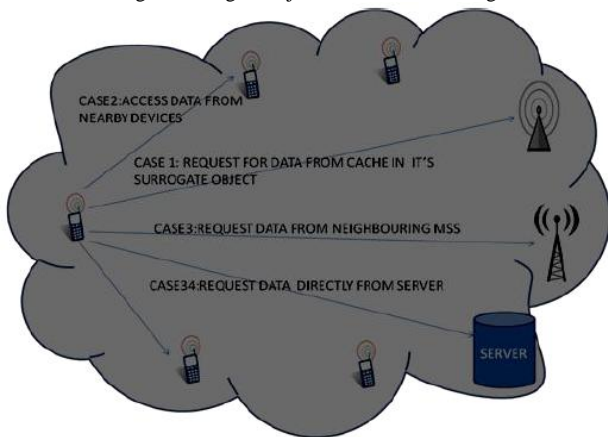 CASE2:ACCESS DATA FROM
NEARBY DEVICES
CASE 1: REQUEST FOR DATA FROM CACHE IN IT'S
SURROGATE OBJECT
CASE3:REQUEST DATA FROM NEIGHBOURING MSS
CASE34:REQUEST DATA DIRECTLY FROM SERVER
SERVER